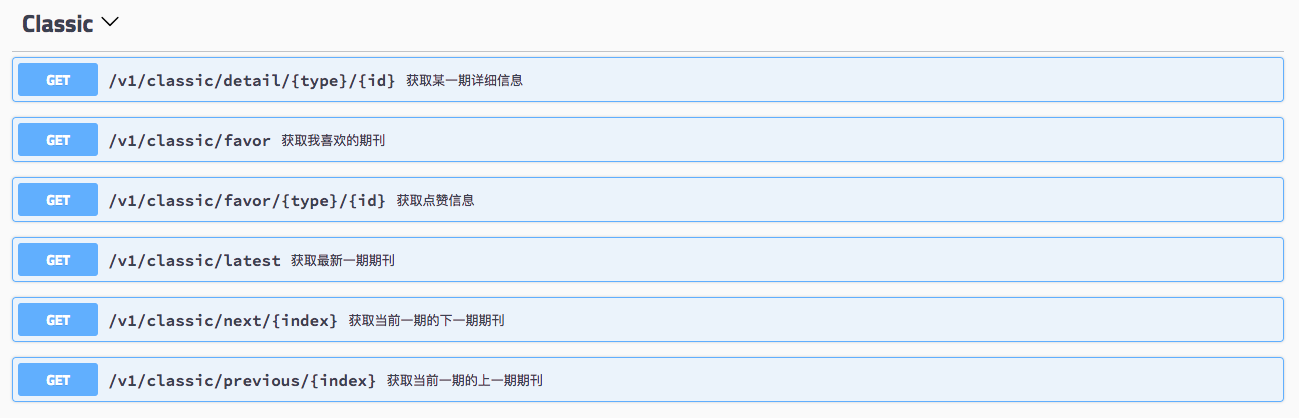 Classic
GET /v1/classic/detail/{type}/{id} 获取某一期详细信息
GET /v1/classic/favor 获取我喜欢的期刊
GET /v1/classic/favor/{type}/{id} 获取点赞信息
GET /v1/classic/latest 获取最新一期期刊
GET /v1/classic/next/{index} 获取当前一期的下一期期刊
GET /v1/classic/previous/{index} 获取当前一期的上一期期刊